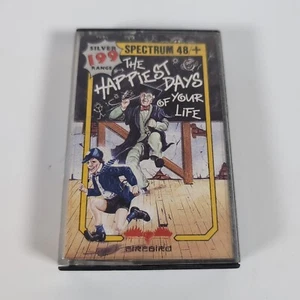 SILVER
199
RANGE
SPECTRUM 48/+
THE
HAPPIEST
DAYS
OF YOUR
LIFE
FIREBIRD